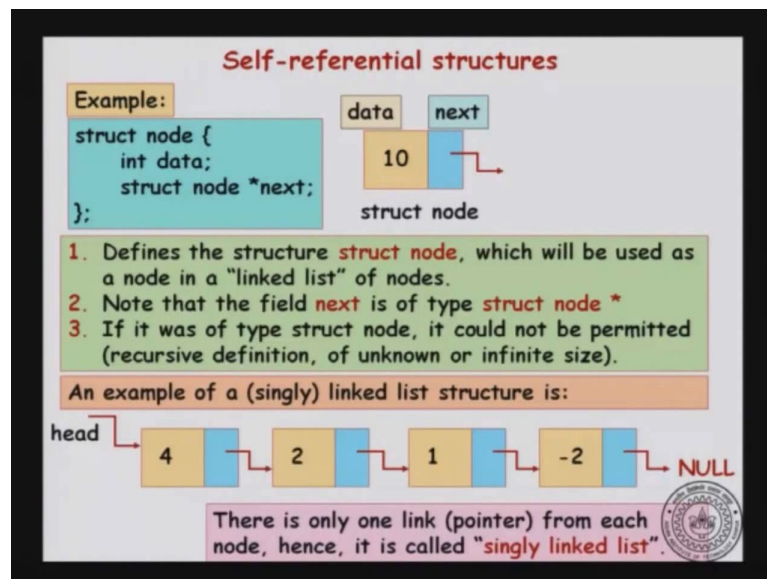 Self-referential structures
Example:
struct node {
int data;
struct node *next;
};
data next
10
struct node
1. Defines the structure struct node, which will be used as
a node in a "linked list" of nodes.
2. Note that the field next is of type struct node *
3. If it was of type struct node, it could not be permitted
(recursive definition, of unknown or infinite size).
An example of a (singly) linked list structure is:
head
4 2 1 -2
NULL
There is only one link (pointer) from each
node, hence, it is called "singly linked list".